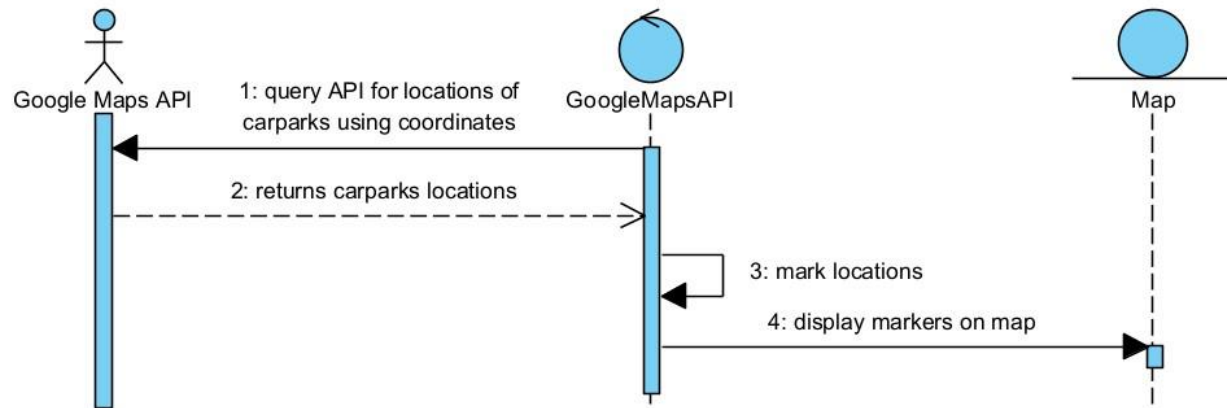 Google Maps API
GoogleMapsAPI
Map
1: query API for locations of
carparks using coordinates
2: returns carparks locations
3: mark locations
4: display markers on map